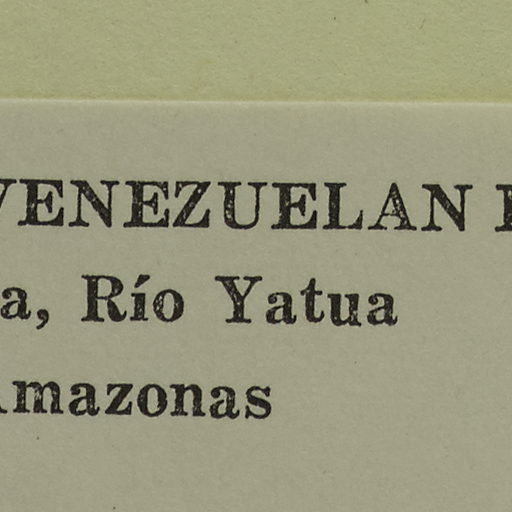 VENEZUELAN
a, Río Yatua
Amazonas